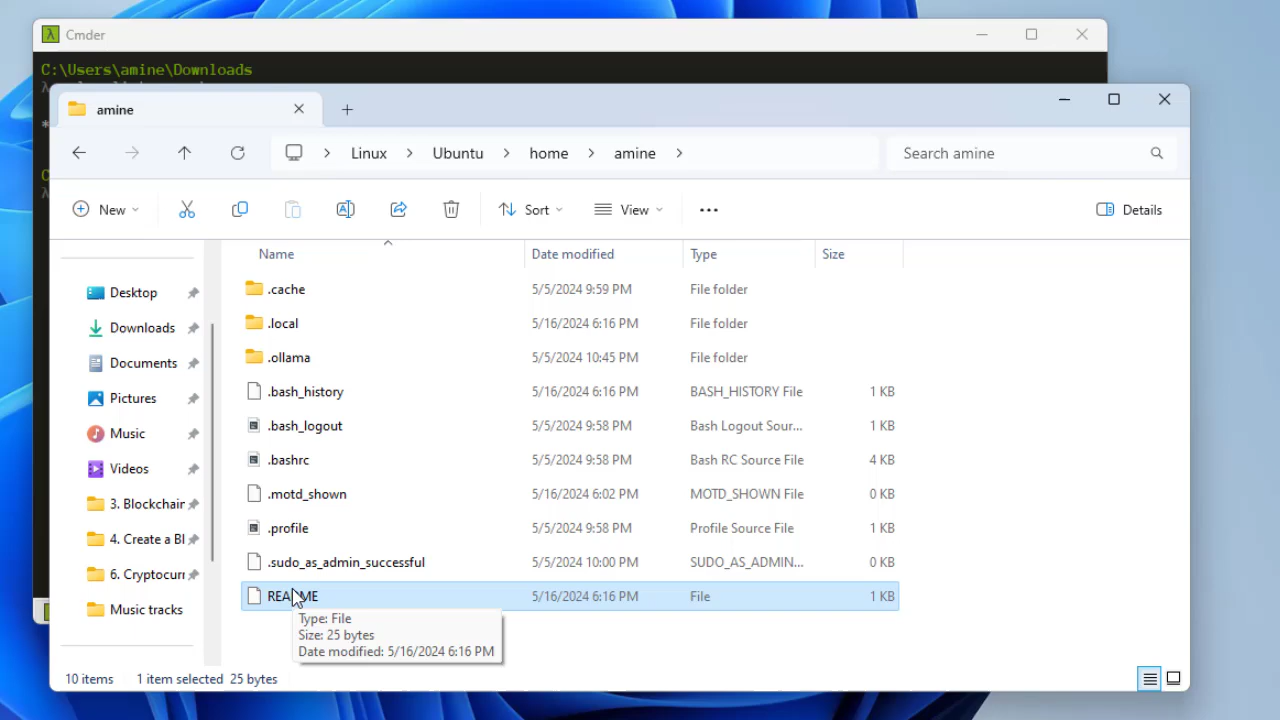 Cmder
C:\Users\amine\Downloads
amine
Linux > Ubuntu > home > amine >
Search amine
New
Sort
View
Details
Name Date modified Type Size
Desktop
Downloads
Documents
Pictures
Music
Videos
3. Blockchair
4. Create a Bl
6. Cryptocurr
Music tracks
.cache 5/5/2024 9:59 PM File folder
.local 5/16/2024 6:16 PM File folder
.ollama 5/5/2024 10:45 PM File folder
.bash_history 5/16/2024 6:16 PM BASH_HISTORY File 1 KB
.bash_logout 5/5/2024 9:58 PM Bash Logout Sour... 1 KB
.bashrc 5/5/2024 9:58 PM Bash RC Source File 4 KB
.motd_shown 5/16/2024 6:02 PM MOTD_SHOWN File 0 KB
.profile 5/5/2024 9:58 PM Profile Source File 1 KB
.sudo_as_admin_successful 5/5/2024 10:00 PM SUDO_AS_ADMIN... 0 KB
README 5/16/2024 6:16 PM File 1 KB
Type: File
Size: 25 bytes
Date modified: 5/16/2024 6:16 PM
10 items 1 item selected 25 bytes